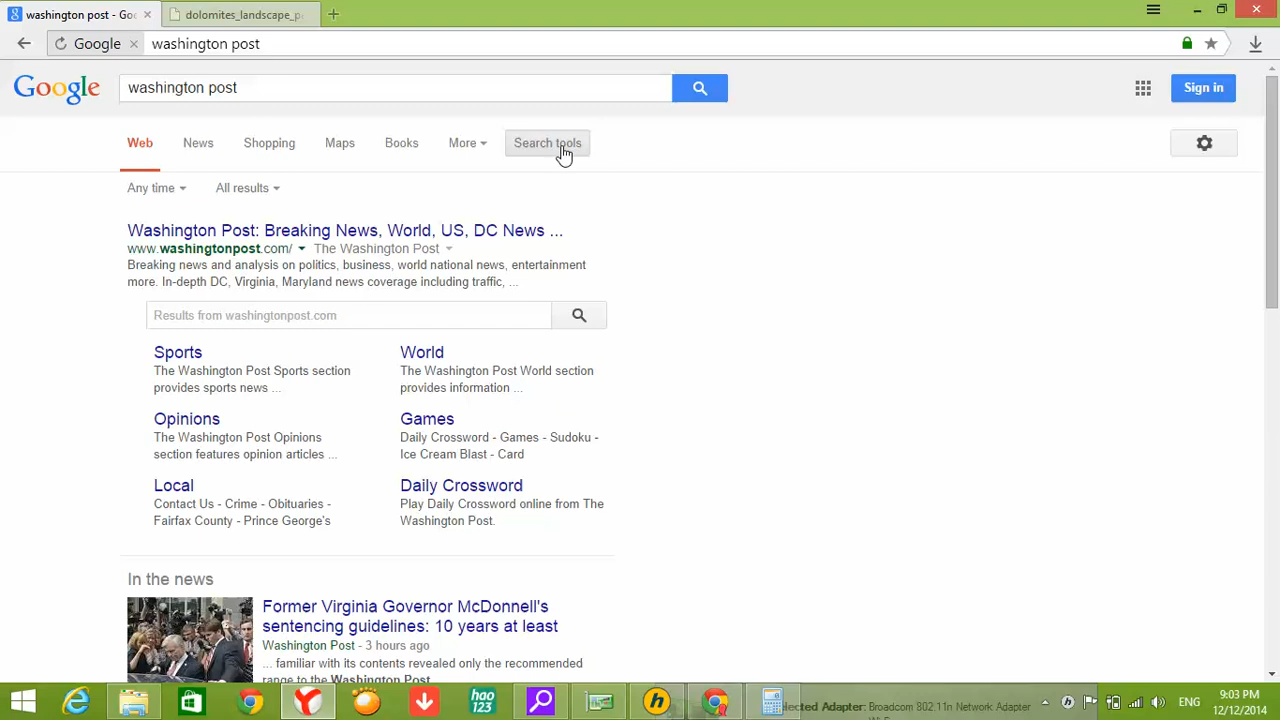 washington post - Go
dolomites_landscape_p
Google
washington post
Google
washington post
Sign in
Web
News
Shopping
Maps
Books
More
Search tools
Any time
All results
Washington Post: Breaking News, World, US, DC News ...
www.washingtonpost.com/
The Washington Post
Breaking news and analysis on politics, business, world national news, entertainment
more. In-depth DC, Virginia, Maryland news coverage including traffic, ...
Results from washingtonpost.com
Sports
The Washington Post Sports section
provides sports news ...
World
The Washington Post World section
provides information ...
Opinions
The Washington Post Opinions
section features opinion articles ...
Games
Daily Crossword - Games - Sudoku -
Ice Cream Blast - Card
Local
Contact Us - Crime - Obituaries -
Fairfax County - Prince George's
Daily Crossword
Play Daily Crossword online from The
Washington Post.
In the news
Former Virginia Governor McDonnell's
sentencing guidelines: 10 years at least
Washington Post - 3 hours ago
... familiar with its contents revealed only the recommended
range to the Washington Post
hao
123
Adapter: Broadcom 802.11n Network Adapter
ENG
9:03 PM
12/12/2014